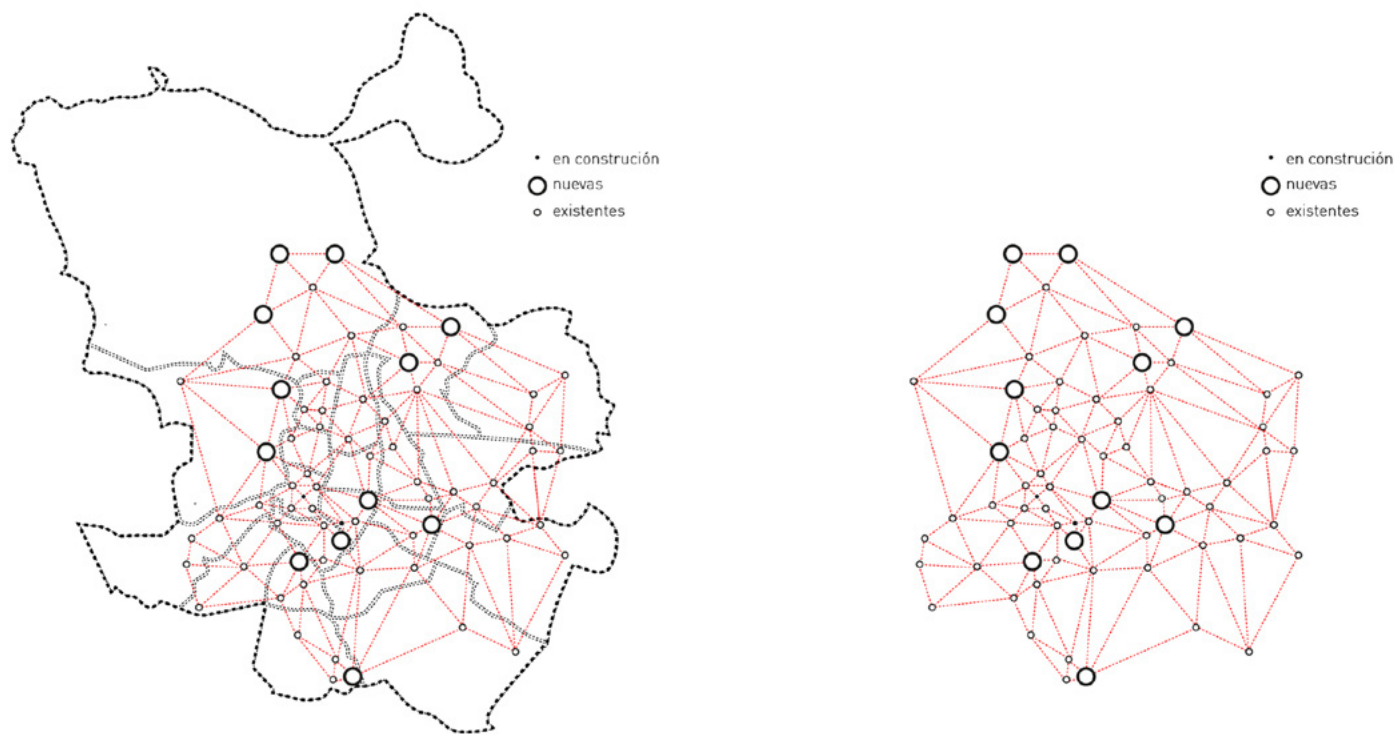 en construción
nuevas
existentes
en construción
nuevas
existentes